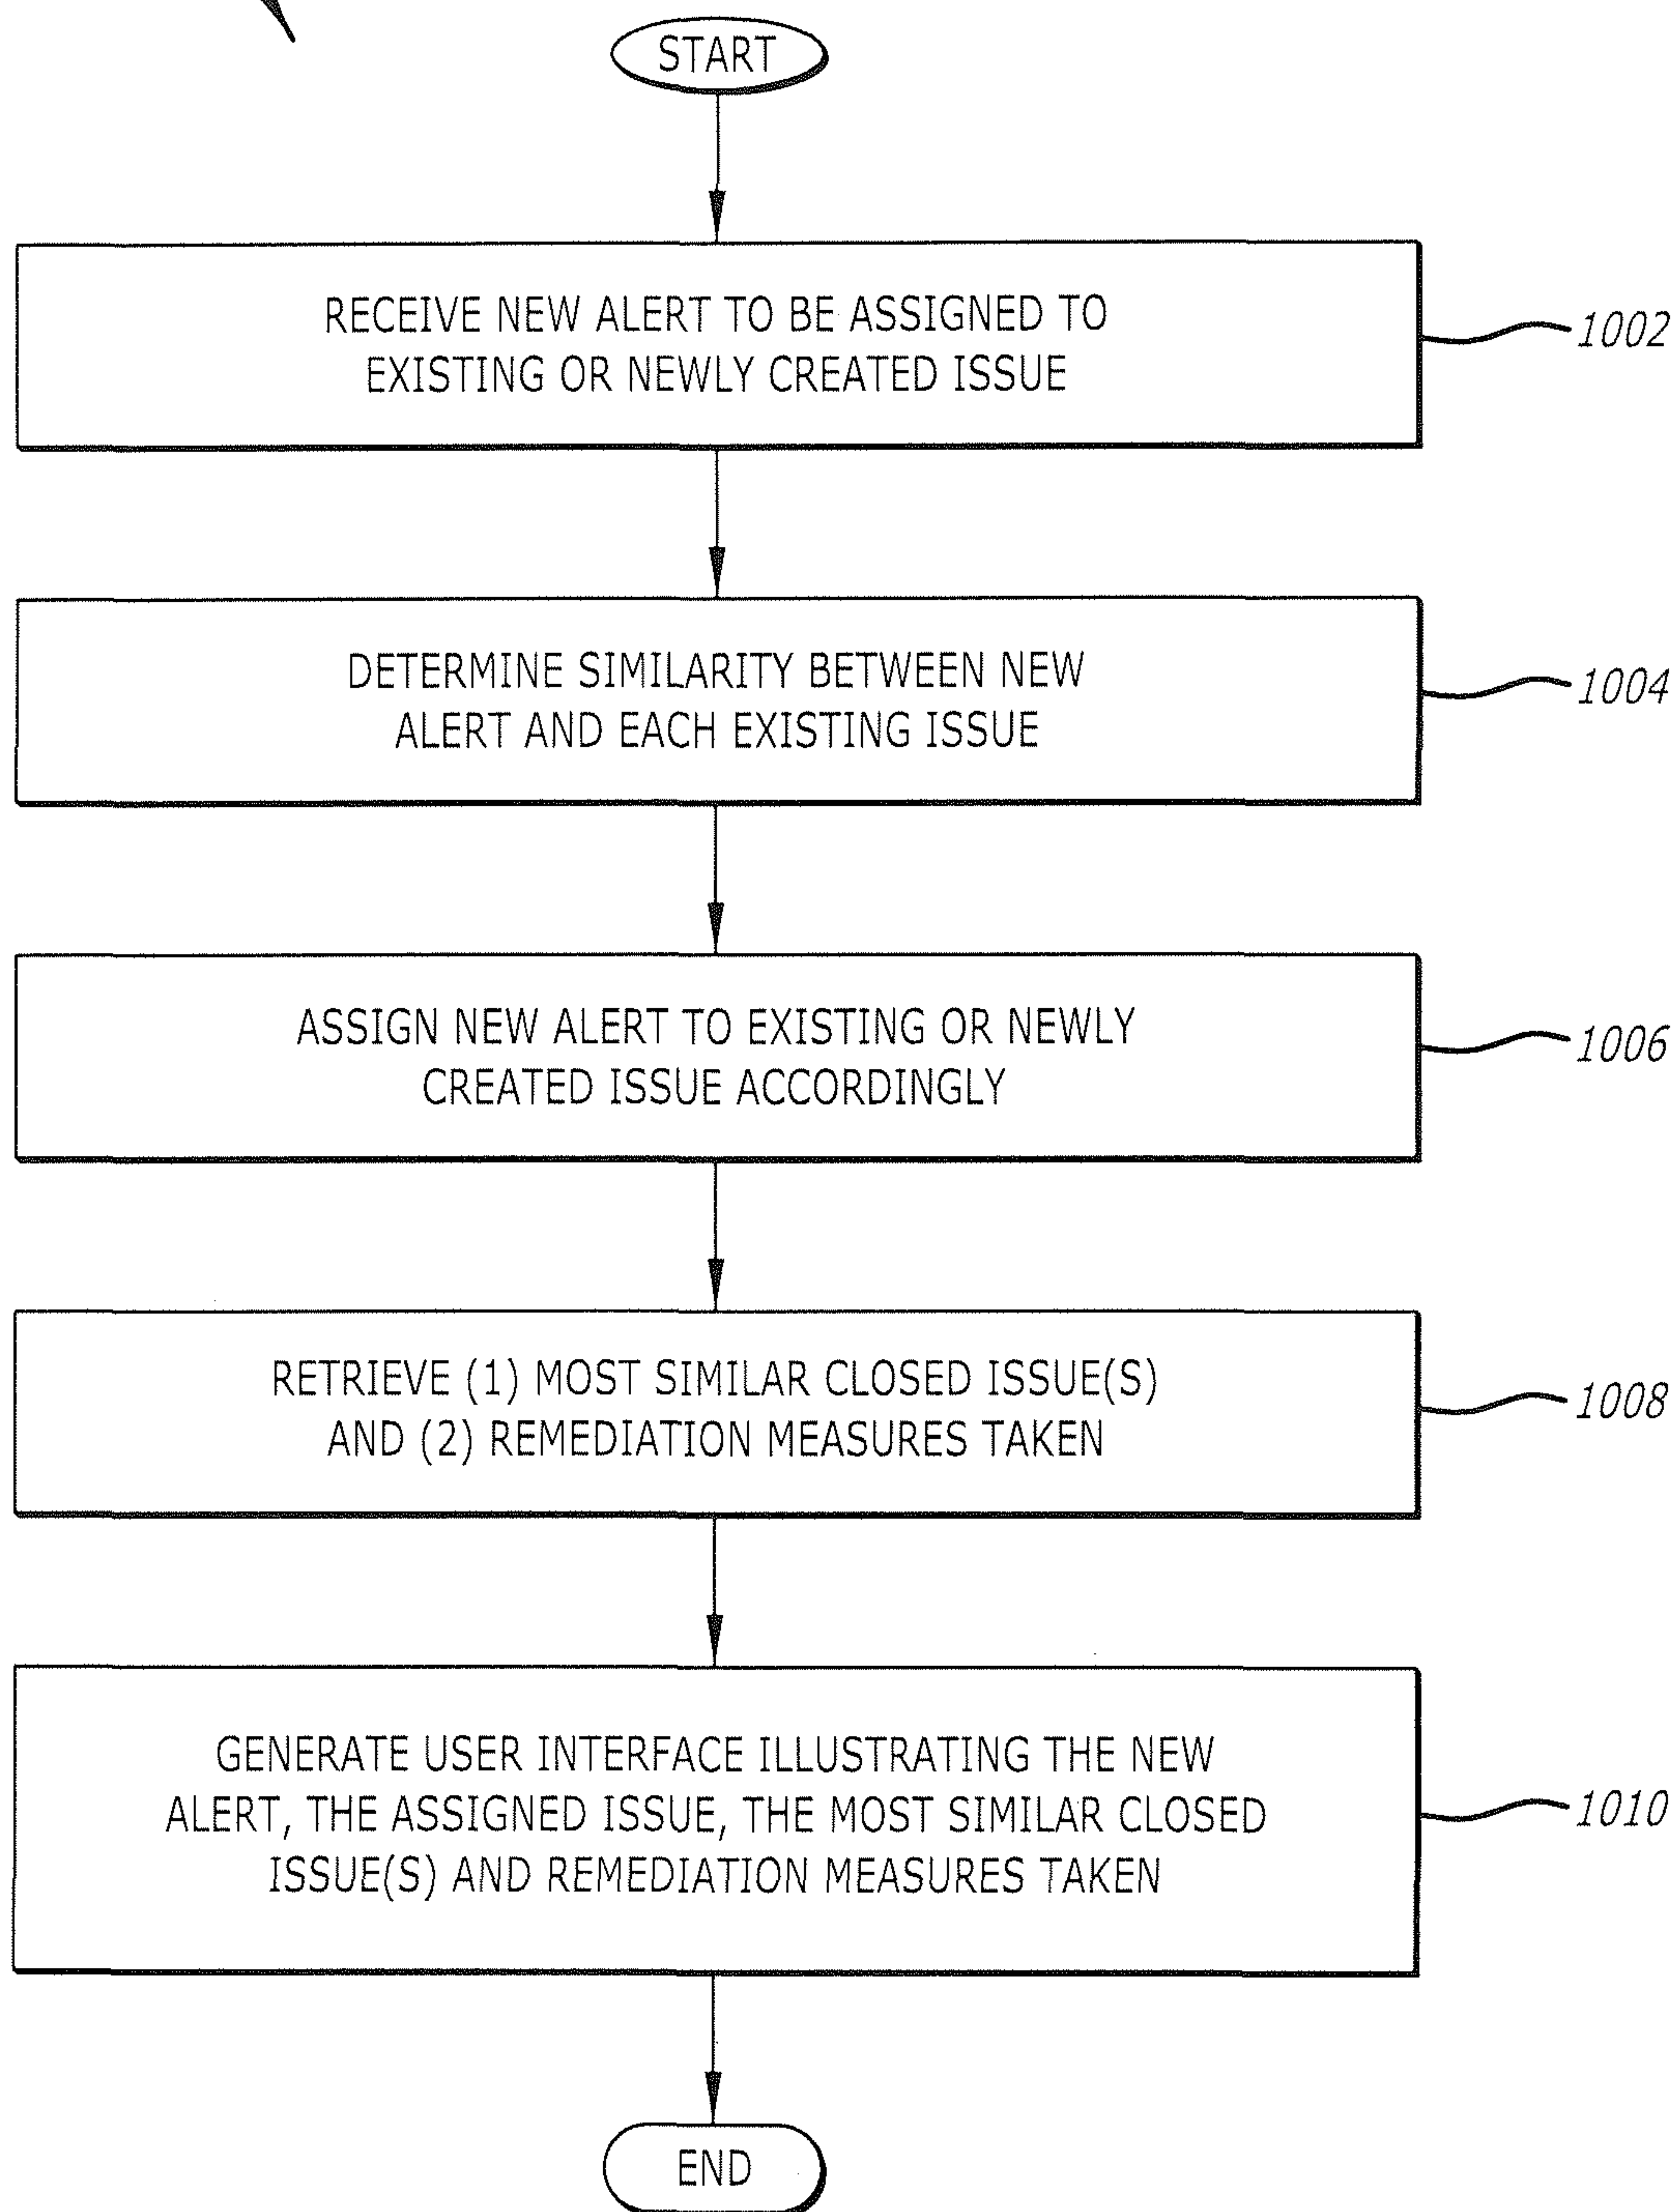 START
RECEIVE NEW ALERT TO BE ASSIGNED TO
EXISTING OR NEWLY CREATED ISSUE
1002
DETERMINE SIMILARITY BETWEEN NEW
ALERT AND EACH EXISTING ISSUE
1004
ASSIGN NEW ALERT TO EXISTING OR NEWLY
CREATED ISSUE ACCORDINGLY
1006
RETRIEVE (1) MOST SIMILAR CLOSED ISSUE(S)
AND (2) REMEDIATION MEASURES TAKEN
1008
GENERATE USER INTERFACE ILLUSTRATING THE NEW
ALERT, THE ASSIGNED ISSUE, THE MOST SIMILAR CLOSED
ISSUE(S) AND REMEDIATION MEASURES TAKEN
1010
END